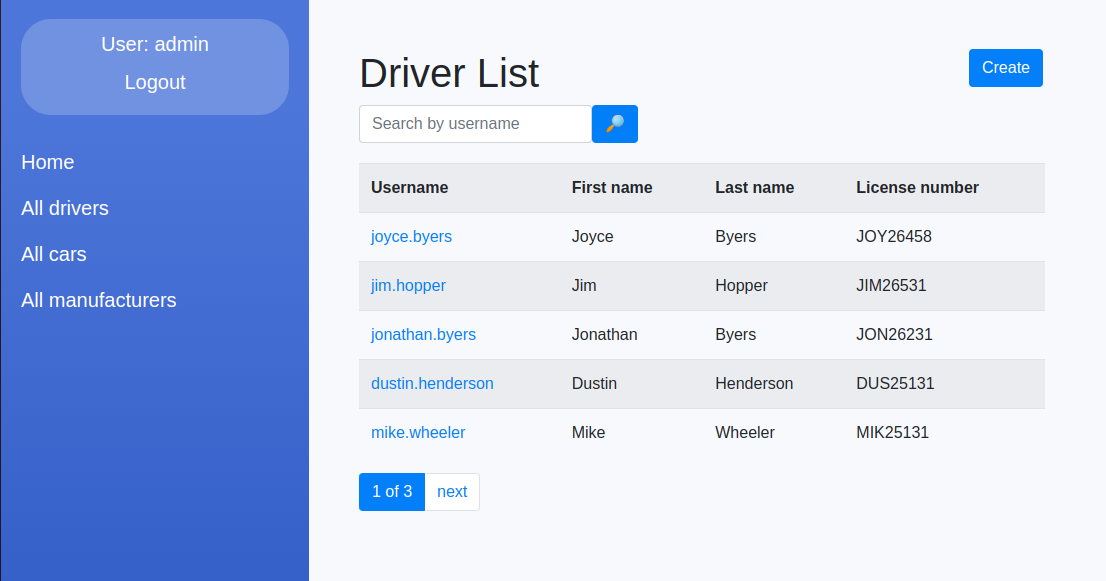 User: admin
Logout
Home
All drivers
All cars
All manufacturers
Driver List
Create
Search by username
Username First name Last name License number
joyce.byers Joyce Byers JOY26458
jim.hopper Jim Hopper JIM26531
jonathan.byers Jonathan Byers JON26231
dustin.henderson Dustin Henderson DUS25131
mike.wheeler Mike Wheeler MIK25131
1 of 3 next